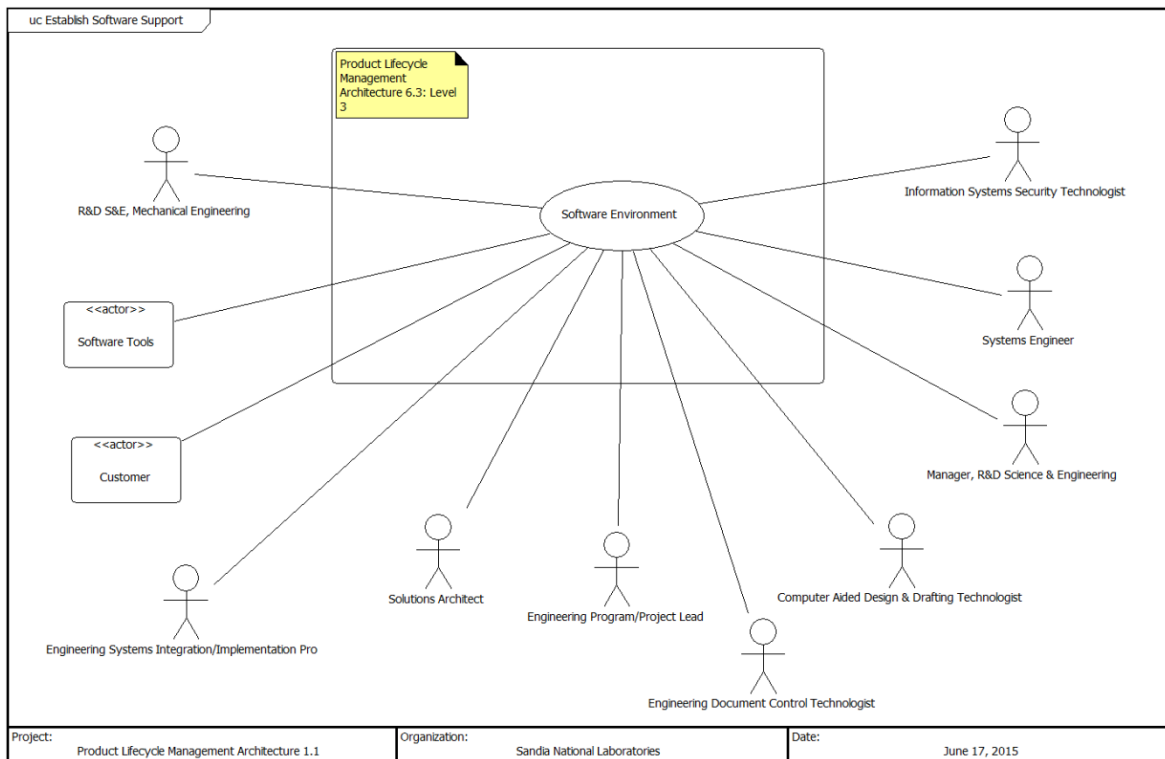 uc Establish Software Support
Product Lifecycle
Management
Architecture 6.3: Level
3
R&D S&E, Mechanical Engineering
Information Systems Security Technologist
Software Environment
<<actor>>
Software Tools
Systems Engineer
<<actor>>
Customer
Manager, R&D Science & Engineering
Solutions Architect
Computer Aided Design & Drafting Technologist
Engineering Program/Project Lead
Engineering Systems Integration/Implementation Pro
Engineering Document Control Technologist
Project:
Product Lifecycle Management Architecture 1.1
Organization:
Sandia National Laboratories
Date:
June 17, 2015